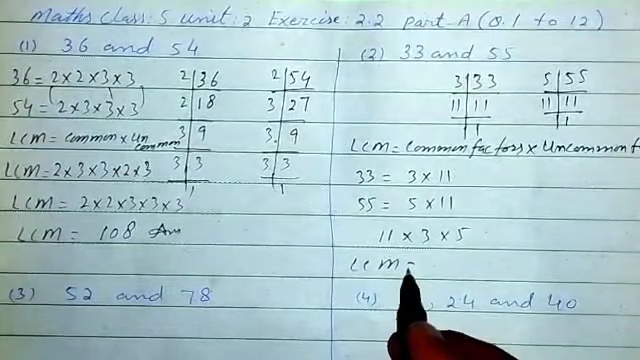 Maths Class: 5 unit: 2 Exercise: 2.2 part-A (Q.1 to 12)
(1) 36 and 54
36 = 2×2×3×3
54 = 2×3×3×3
LCM = common × Un common
LCM = 2×3×3×2×3
LCM = 2×2×3×3×3
LCM = 108 Ans
2 36
2 18
3 9
3 3
1
2 54
3 27
3 9
3 3
1
(2) 33 and 55
3 33
11 11
1
5 55
11 11
1
LCM = Common factors × Uncommon f
33 = 3 × 11
55 = 5 × 11
11 × 3 × 5
LCM =
(3) 52 and 78
(4) , 24 and 40